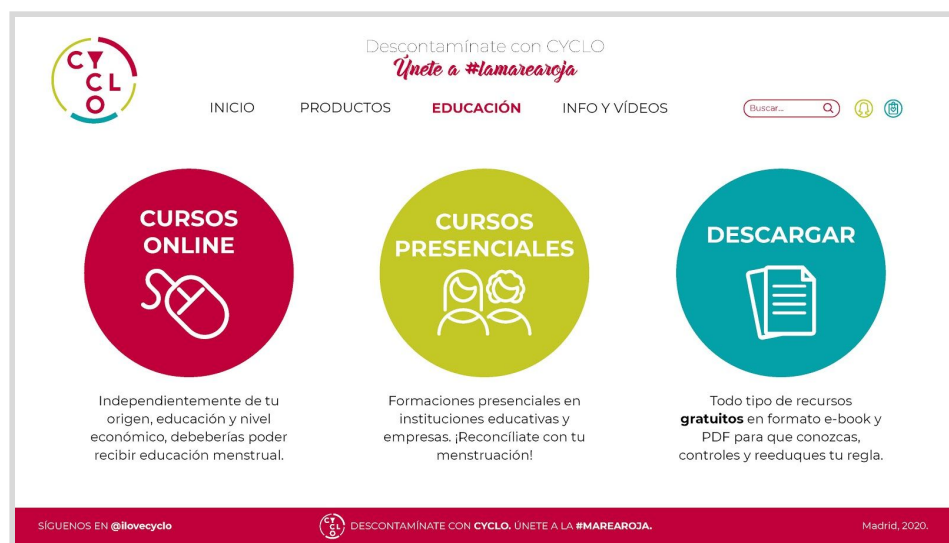 CYCLO
Descontamínate con CYCLO
Únete a #lamarearoja
INICIO PRODUCTOS EDUCACIÓN INFO Y VÍDEOS Buscar...
CURSOS
ONLINE
CURSOS
PRESENCIALES
DESCARGAR
Independientemente de tu
origen, educación y nivel
económico, debeberías poder
recibir educación menstrual.
Formaciones presenciales en
instituciones educativas y
empresas. ¡Reconcíliate con tu
menstruación!
Todo tipo de recursos
gratuitos en formato e-book y
PDF para que conozcas,
controles y reeduques tu regla.
SÍGUENOS EN @ilovecyclo CYCLO DESCONTAMÍNATE CON CYCLO. ÚNETE A LA #MAREAROJA. Madrid, 2020.